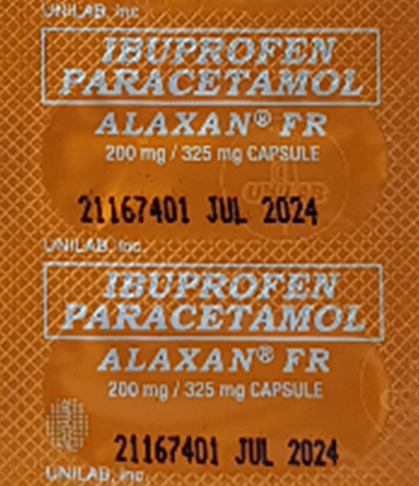 UNILAB, Inc
IBUPROFEN
PARACETAMOL
ALAXAN® FR
200 mg / 325 mg CAPSULE
UNILAB
21167401 JUL 2024
UNILAB, Inc.
IBUPROFEN
PARACETAMOL
ALAXAN® FR
200 mg / 325 mg CAPSULE
21167401 JUL 2024
UNILAB, Inc